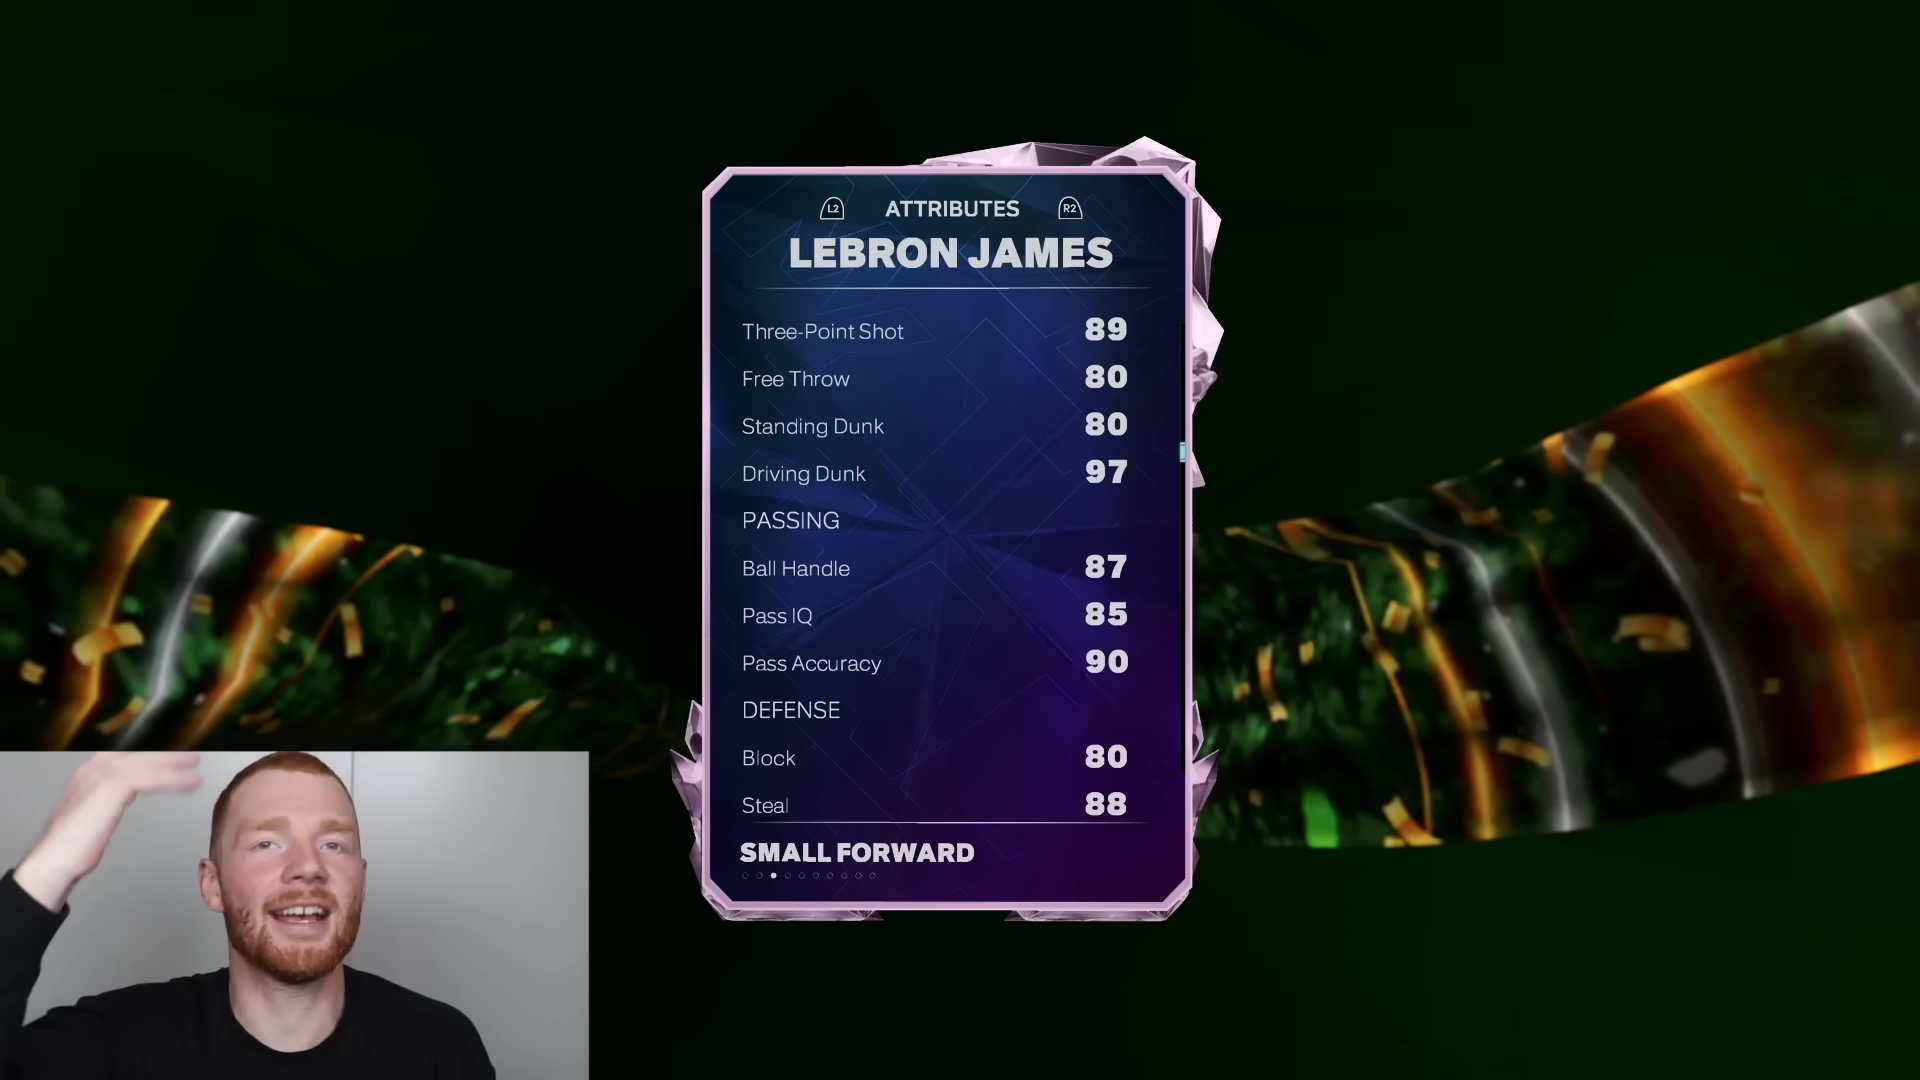 L2 ATTRIBUTES R2
LEBRON JAMES
Three-Point Shot 89
Free Throw 80
Standing Dunk 80
Driving Dunk 97
PASSING
Ball Handle 87
Pass IQ 85
Pass Accuracy 90
DEFENSE
Block 80
Steal 88
SMALL FORWARD